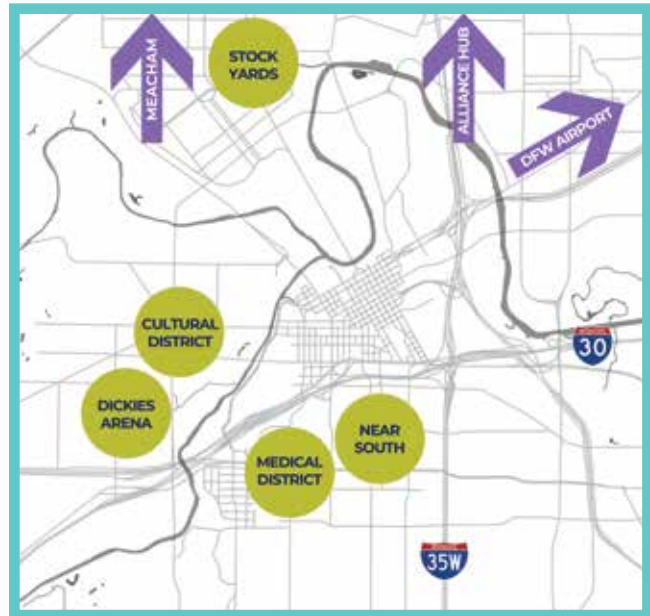 STOCK
YARDS
MEACHAM
ALLIANCE HUB
DFW AIRPORT
CULTURAL
DISTRICT
30
DICKIES
ARENA
NEAR
SOUTH
MEDICAL
DISTRICT
35W